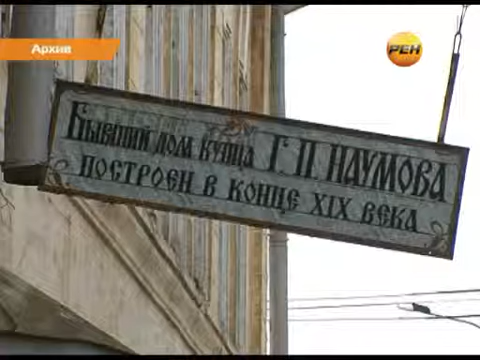 Архив
РЕН
Бывший дом купца Г.П. Наумова
построен в конце XIX века